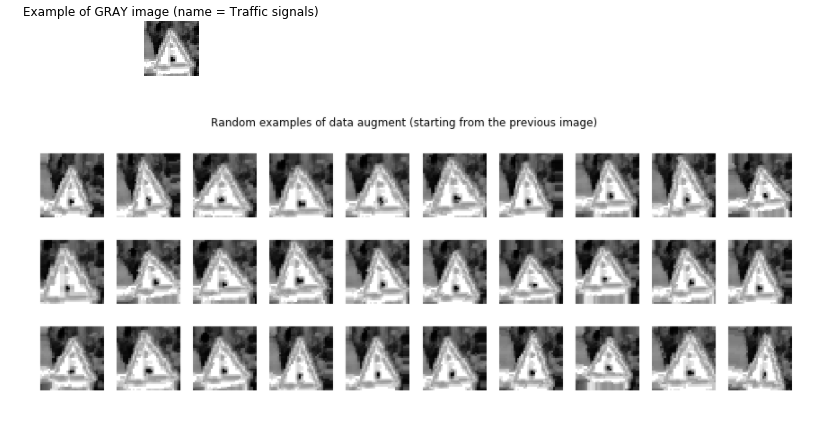 Example of GRAY image (name = Traffic signals)
Random examples of data augment (starting from the previous image)